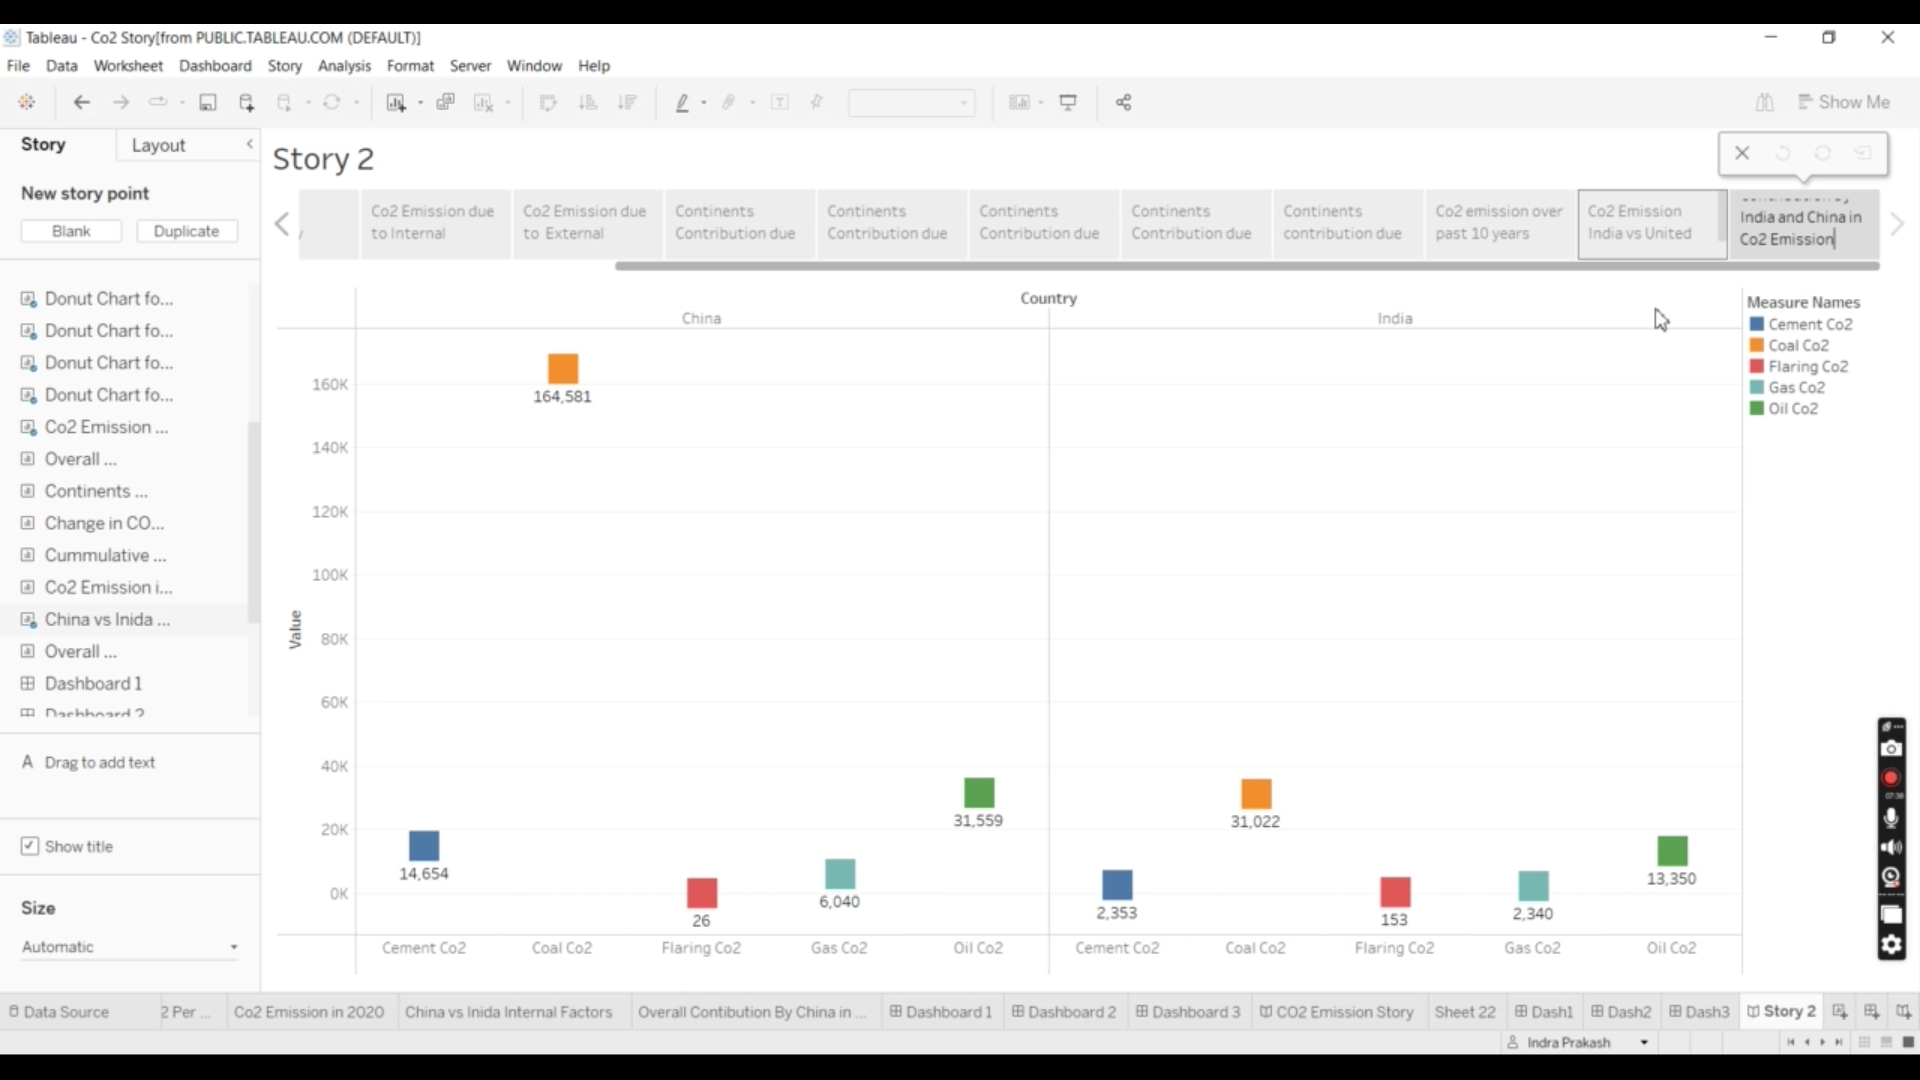 Tableau - Co2 Story[from PUBLIC.TABLEAU.COM (DEFAULT)]
File Data Worksheet Dashboard Story Analysis Format Server Window Help
Show Me
Story Layout
New story point
Blank Duplicate
Donut Chart fo...
Donut Chart fo...
Donut Chart fo...
Donut Chart fo...
Co2 Emission ...
Overall ...
Continents ...
Change in CO...
Cummulative ...
Co2 Emission i...
China vs Inida ...
Overall ...
Dashboard 1
Dashboard 2
A Drag to add text
Show title
Size
Automatic
Story 2
Co2 Emission due
to Internal
Co2 Emission due
to External
Continents
Contribution due
Continents
Contribution due
Continents
Contribution due
Continents
Contribution due
Continents
contribution due
Co2 emission over
past 10 years
Co2 Emission
India vs United
India and China in
Co2 Emission
Country
China India
Value
160K
140K
120K
100K
80K
60K
40K
20K
0K
164,581
14,654
26
6,040
31,559
31,022
2,353
153
2,340
13,350
Cement Co2 Coal Co2 Flaring Co2 Gas Co2 Oil Co2 Cement Co2 Coal Co2 Flaring Co2 Gas Co2 Oil Co2
Measure Names
Cement Co2
Coal Co2
Flaring Co2
Gas Co2
Oil Co2
07:38
Data Source 2 Per ... Co2 Emission in 2020 China vs Inida Internal Factors Overall Contibution By China in ... Dashboard 1 Dashboard 2 Dashboard 3 CO2 Emission Story Sheet 22 Dash1 Dash2 Dash3 Story 2
Indra Prakash